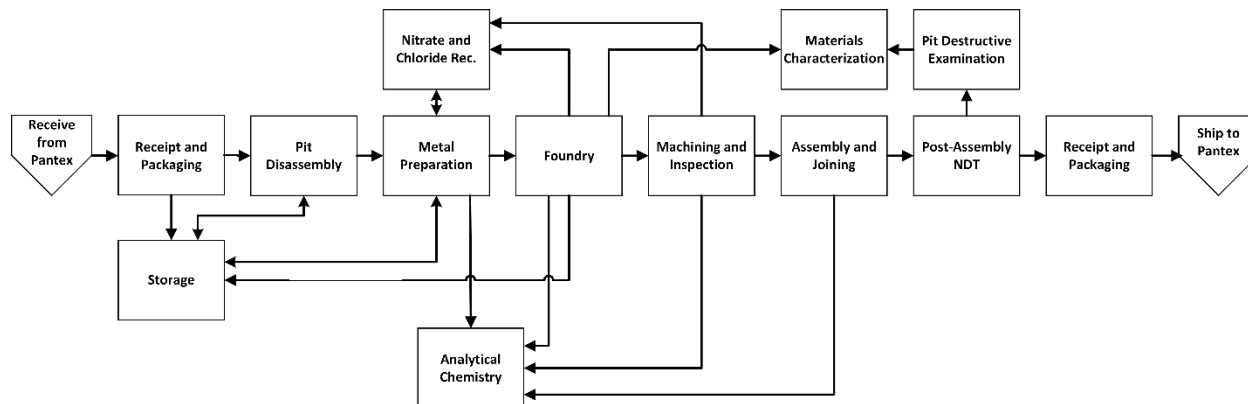 Nitrate and
Chloride Rec.
Materials
Characterization
Pit Destructive
Examination
Receive
from
Pantex
Receipt and
Packaging
Pit
Disassembly
Metal
Preparation
Foundry
Machining and
Inspection
Assembly and
Joining
Post-Assembly
NDT
Receipt and
Packaging
Ship to
Pantex
Storage
Analytical
Chemistry